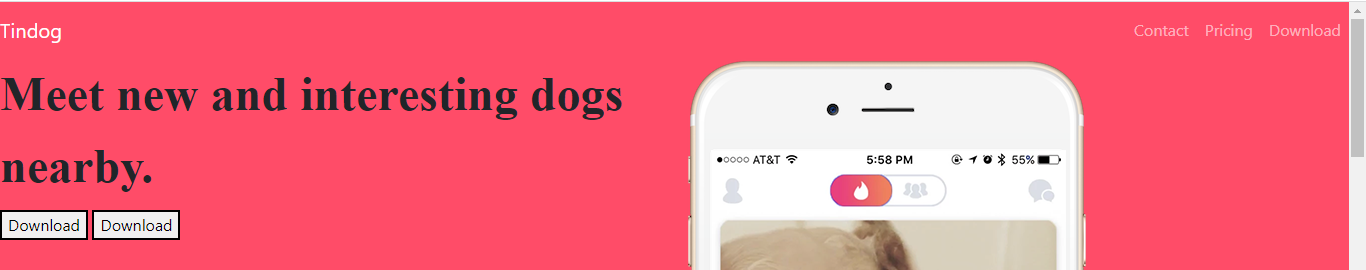 Tindog
Contact Pricing Download
Meet new and interesting dogs
nearby.
Download Download
AT&T 5:58 PM 55%